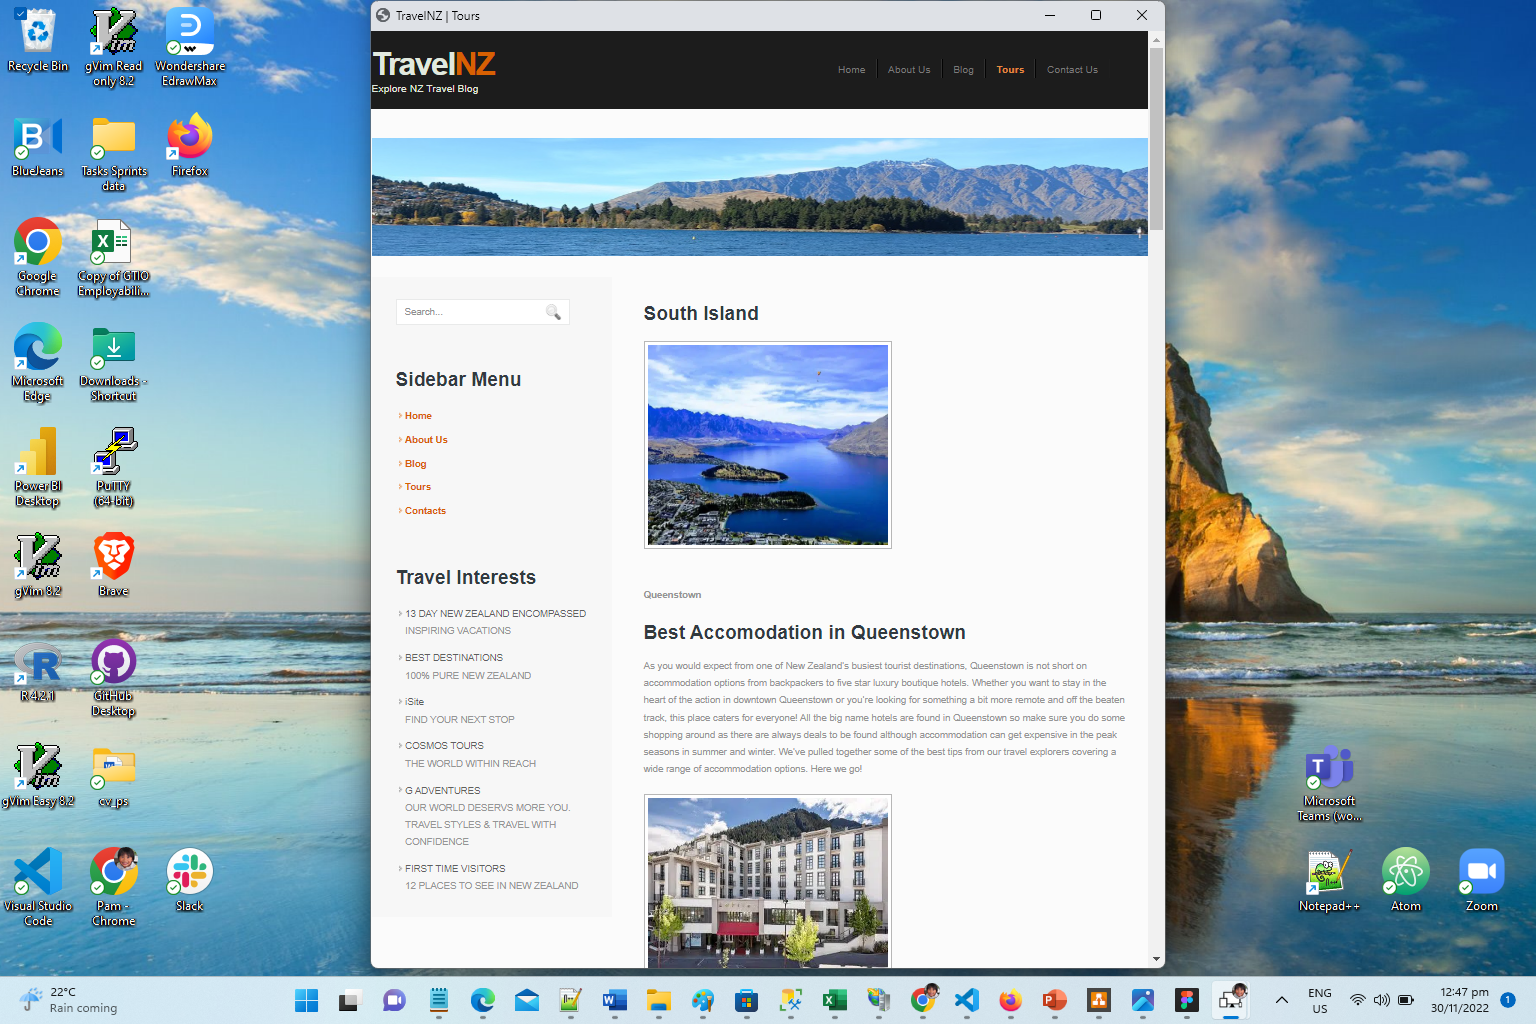 Recycle Bin
gVim Read
only 8.2
Wondershare
EdrawMax
BlueJeans
Tasks Sprints
data
Firefox
Google
Chrome
Copy of GTIO
Employabili...
Microsoft
Edge
Downloads -
Shortcut
Power BI
Desktop
PuTTY
(64-bit)
gVim 8.2
Brave
R 4.2.1
GitHub
Desktop
gVim Easy 8.2
cv_ps
Visual Studio
Code
Pam -
Chrome
Slack
TravelNZ | Tours
TravelNZ
Explore NZ Travel Blog
Home
About Us
Blog
Tours
Contact Us
Search...
Sidebar Menu
Home
About Us
Blog
Tours
Contacts
Travel Interests
13 DAY NEW ZEALAND ENCOMPASSED
INSPIRING VACATIONS
BEST DESTINATIONS
100% PURE NEW ZEALAND
iSite
FIND YOUR NEXT STOP
COSMOS TOURS
THE WORLD WITHIN REACH
G ADVENTURES
OUR WORLD DESERVS MORE YOU.
TRAVEL STYLES & TRAVEL WITH
CONFIDENCE
FIRST TIME VISITORS
12 PLACES TO SEE IN NEW ZEALAND
South Island
Queenstown
Best Accomodation in Queenstown
As you would expect from one of New Zealand's busiest tourist destinations, Queenstown is not short on
accommodation options from backpackers to five star luxury boutique hotels. Whether you want to stay in the
heart of the action in downtown Queenstown or you're looking for something a bit more remote and off the beaten
track, this place caters for everyone! All the big name hotels are found in Queenstown so make sure you do some
shopping around as there are always deals to be found although accommodation can get expensive in the peak
seasons in summer and winter. We've pulled together some of the best tips from our travel explorers covering a
wide range of accommodation options. Here we go!
Microsoft
Teams (wo...
Notepad++
Atom
Zoom
22°C
Rain coming
ENG
US
12:47 pm
30/11/2022
1